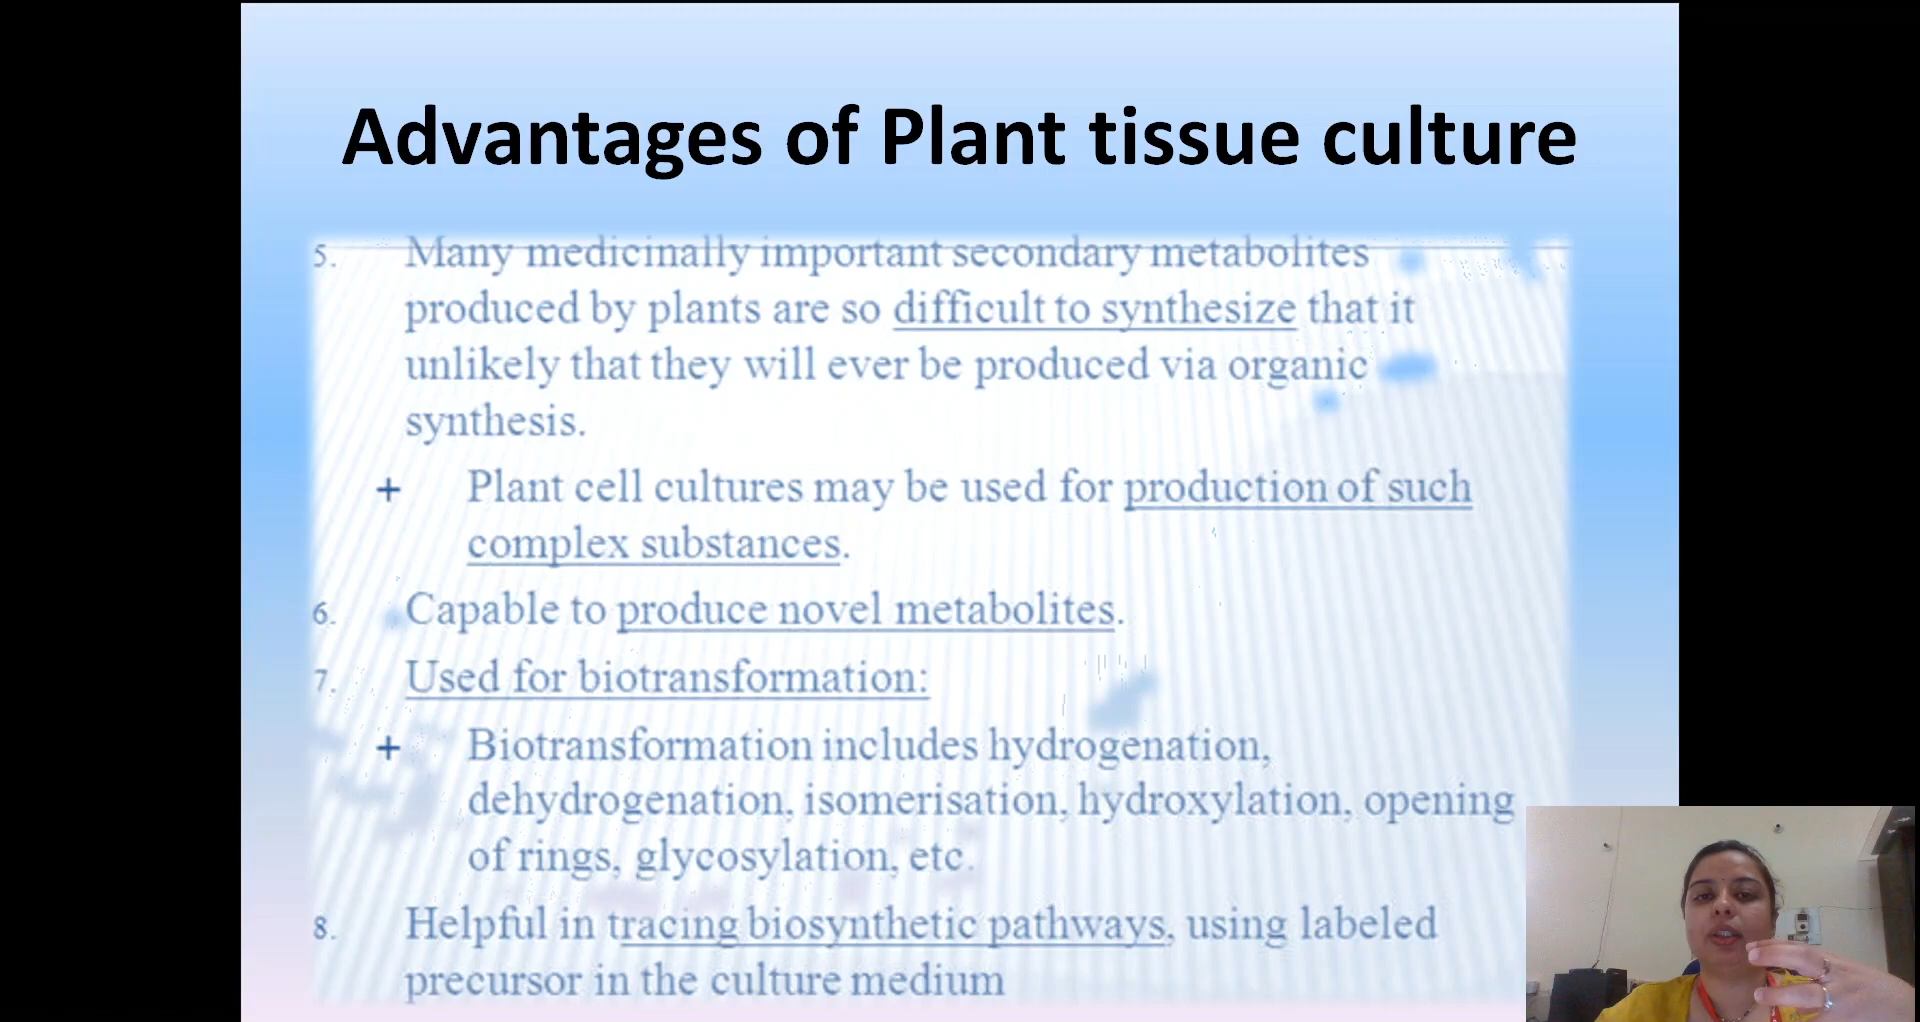 Advantages of Plant tissue culture
5. Many medicinally important secondary metabolites
produced by plants are so difficult to synthesize that it
unlikely that they will ever be produced via organic
synthesis.
+ Plant cell cultures may be used for production of such
complex substances.
6. Capable to produce novel metabolites.
7. Used for biotransformation:
+ Biotransformation includes hydrogenation,
dehydrogenation, isomerisation, hydroxylation, opening
of rings, glycosylation, etc.
8. Helpful in tracing biosynthetic pathways, using labeled
precursor in the culture medium